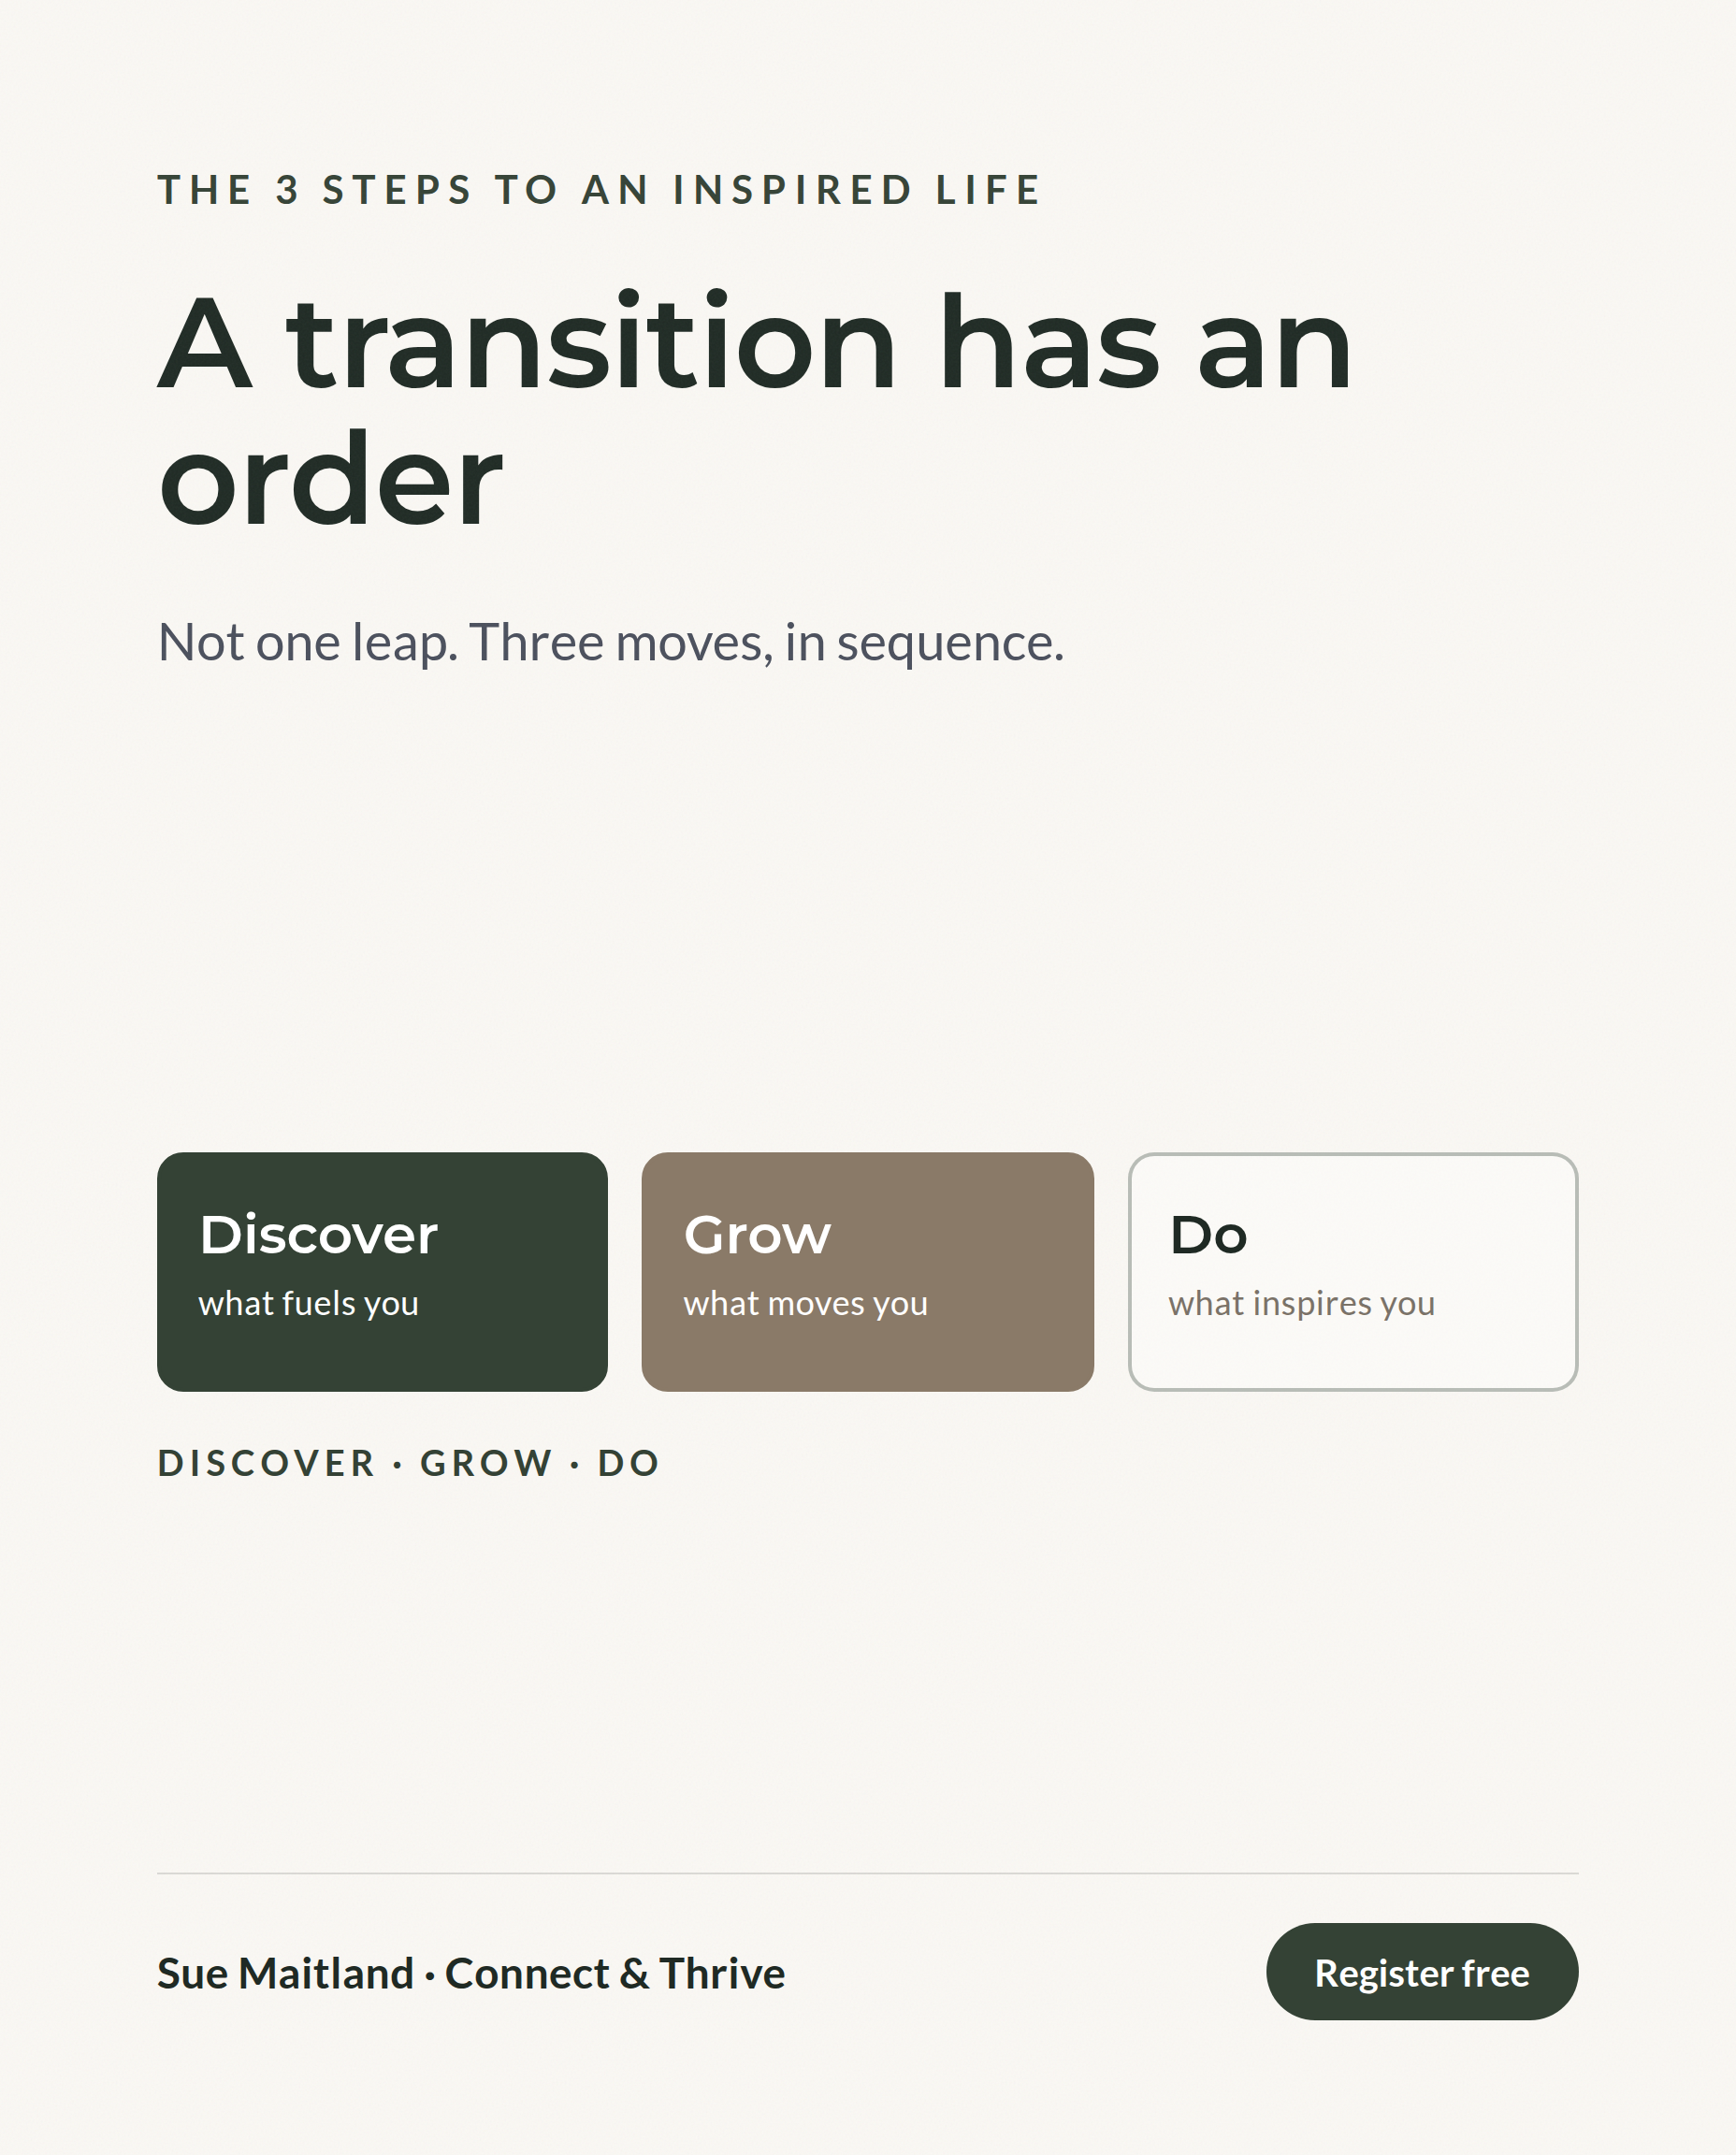 THE 3 STEPS TO AN INSPIRED LIFE
A transition has an
order
Not one leap. Three moves, in sequence.
Discover
what fuels you
Grow
what moves you
Do
what inspires you
DISCOVER · GROW · DO
Sue Maitland · Connect & Thrive
Register free